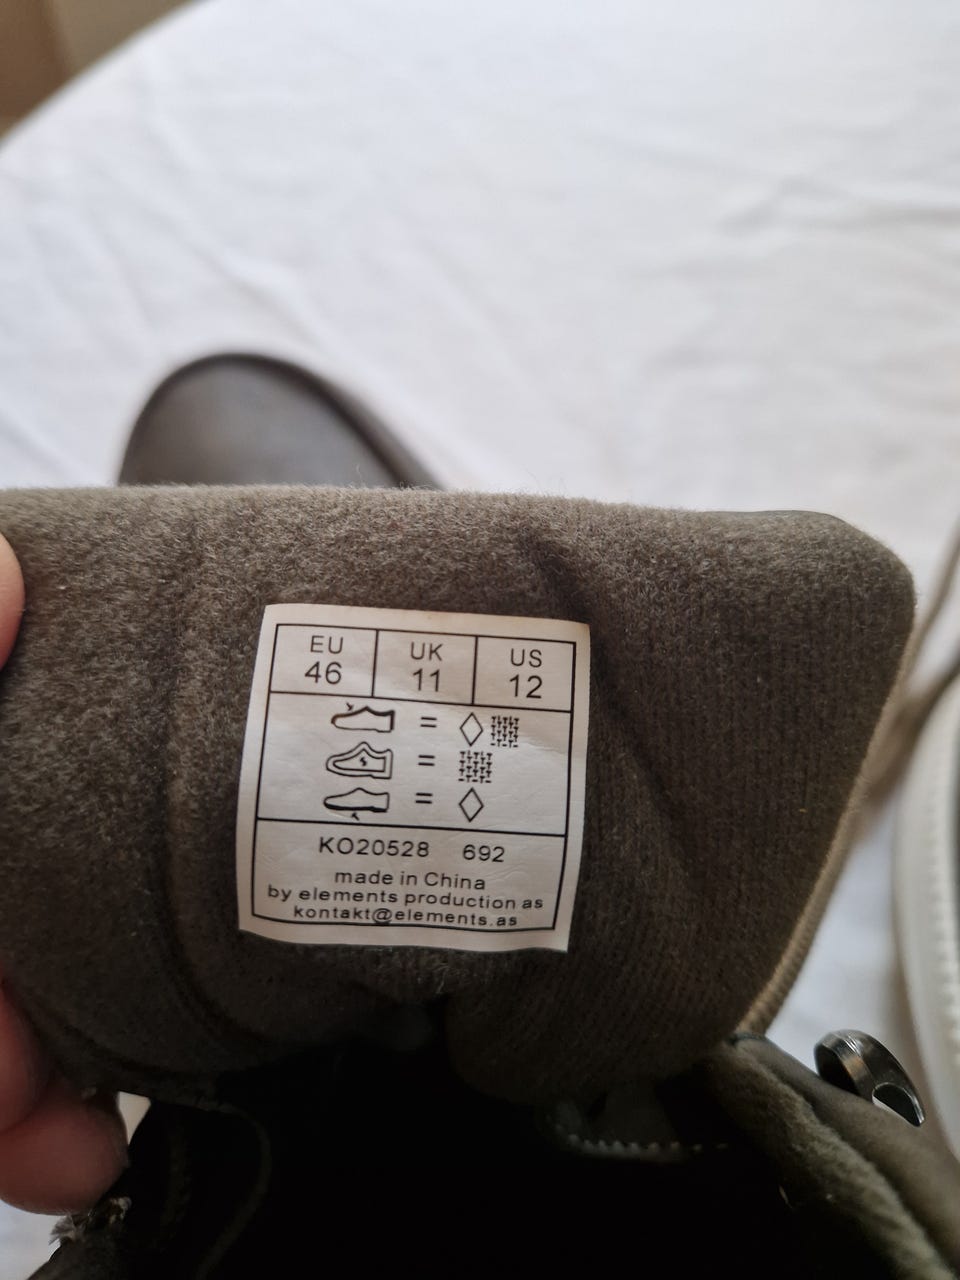 EU UK US
46 11 12
=
=
=
KO20528 692
made in China
by elements production as
kontakt@elements.as